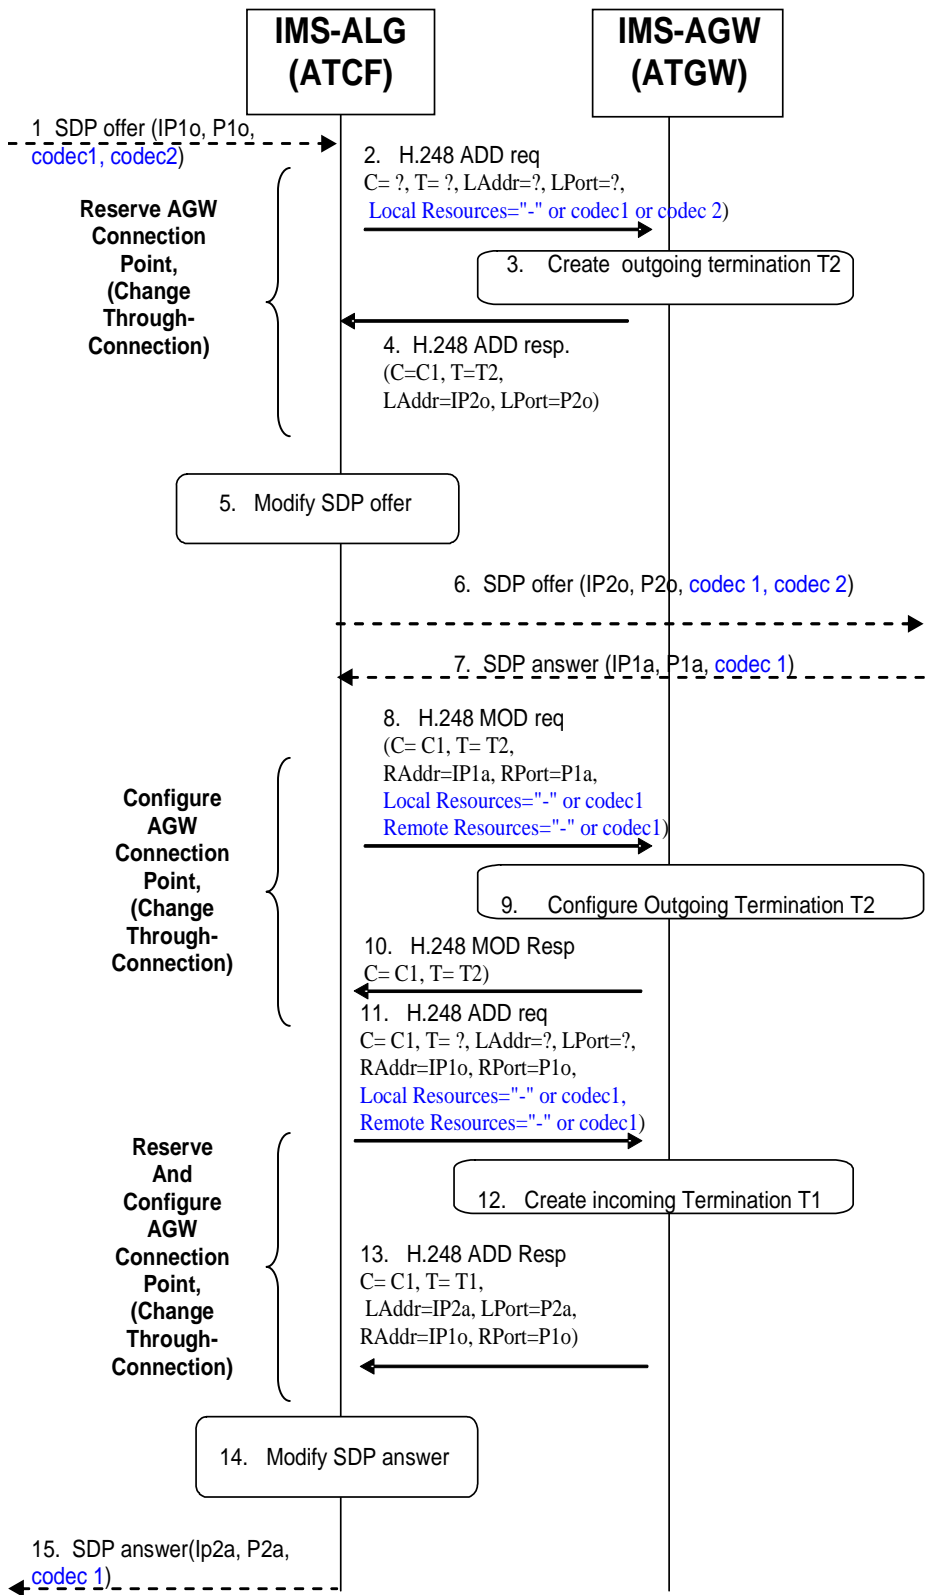 IMS-ALG
(ATCF)
IMS-AGW
(ATGW)
1 SDP offer (IP1o, P1o,
codec1, codec2)
2. H.248 ADD req
C= ?, T= ?, LAddr=?, LPort=?,
Local Resources="-" or codec1 or codec 2)
Reserve AGW
Connection
Point,
(Change
Through-
Connection)
3. Create outgoing termination T2
4. H.248 ADD resp.
(C=C1, T=T2,
LAddr=IP2o, LPort=P2o)
5. Modify SDP offer
6. SDP offer (IP2o, P2o, codec 1, codec 2)
7. SDP answer (IP1a, P1a, codec 1)
8. H.248 MOD req
(C= C1, T= T2,
RAddr=IP1a, RPort=P1a,
Local Resources="-" or codec1
Remote Resources="-" or codec1)
Configure
AGW
Connection
Point,
(Change
Through-
Connection)
9. Configure Outgoing Termination T2
10. H.248 MOD Resp
C= C1, T= T2)
11. H.248 ADD req
C= C1, T= ?, LAddr=?, LPort=?,
RAddr=IP1o, RPort=P1o,
Local Resources="-" or codec1,
Remote Resources="-" or codec1)
Reserve
And
Configure
AGW
Connection
Point,
(Change
Through-
Connection)
12. Create incoming Termination T1
13. H.248 ADD Resp
C= C1, T= T1,
LAddr=IP2a, LPort=P2a,
RAddr=IP1o, RPort=P1o)
14. Modify SDP answer
15. SDP answer(Ip2a, P2a,
codec 1)